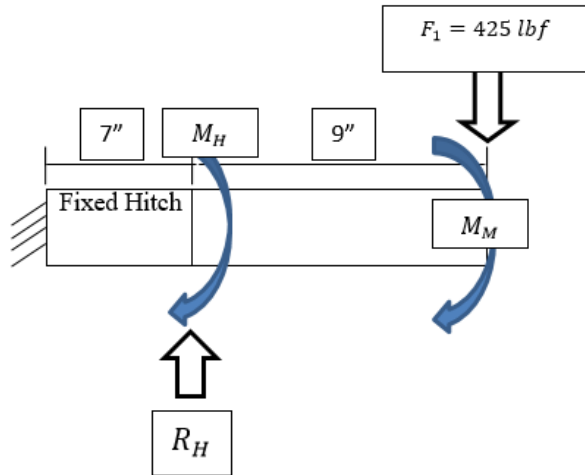 F₁ = 425 lbf
7” M_H 9”
Fixed Hitch
M_M
R_H